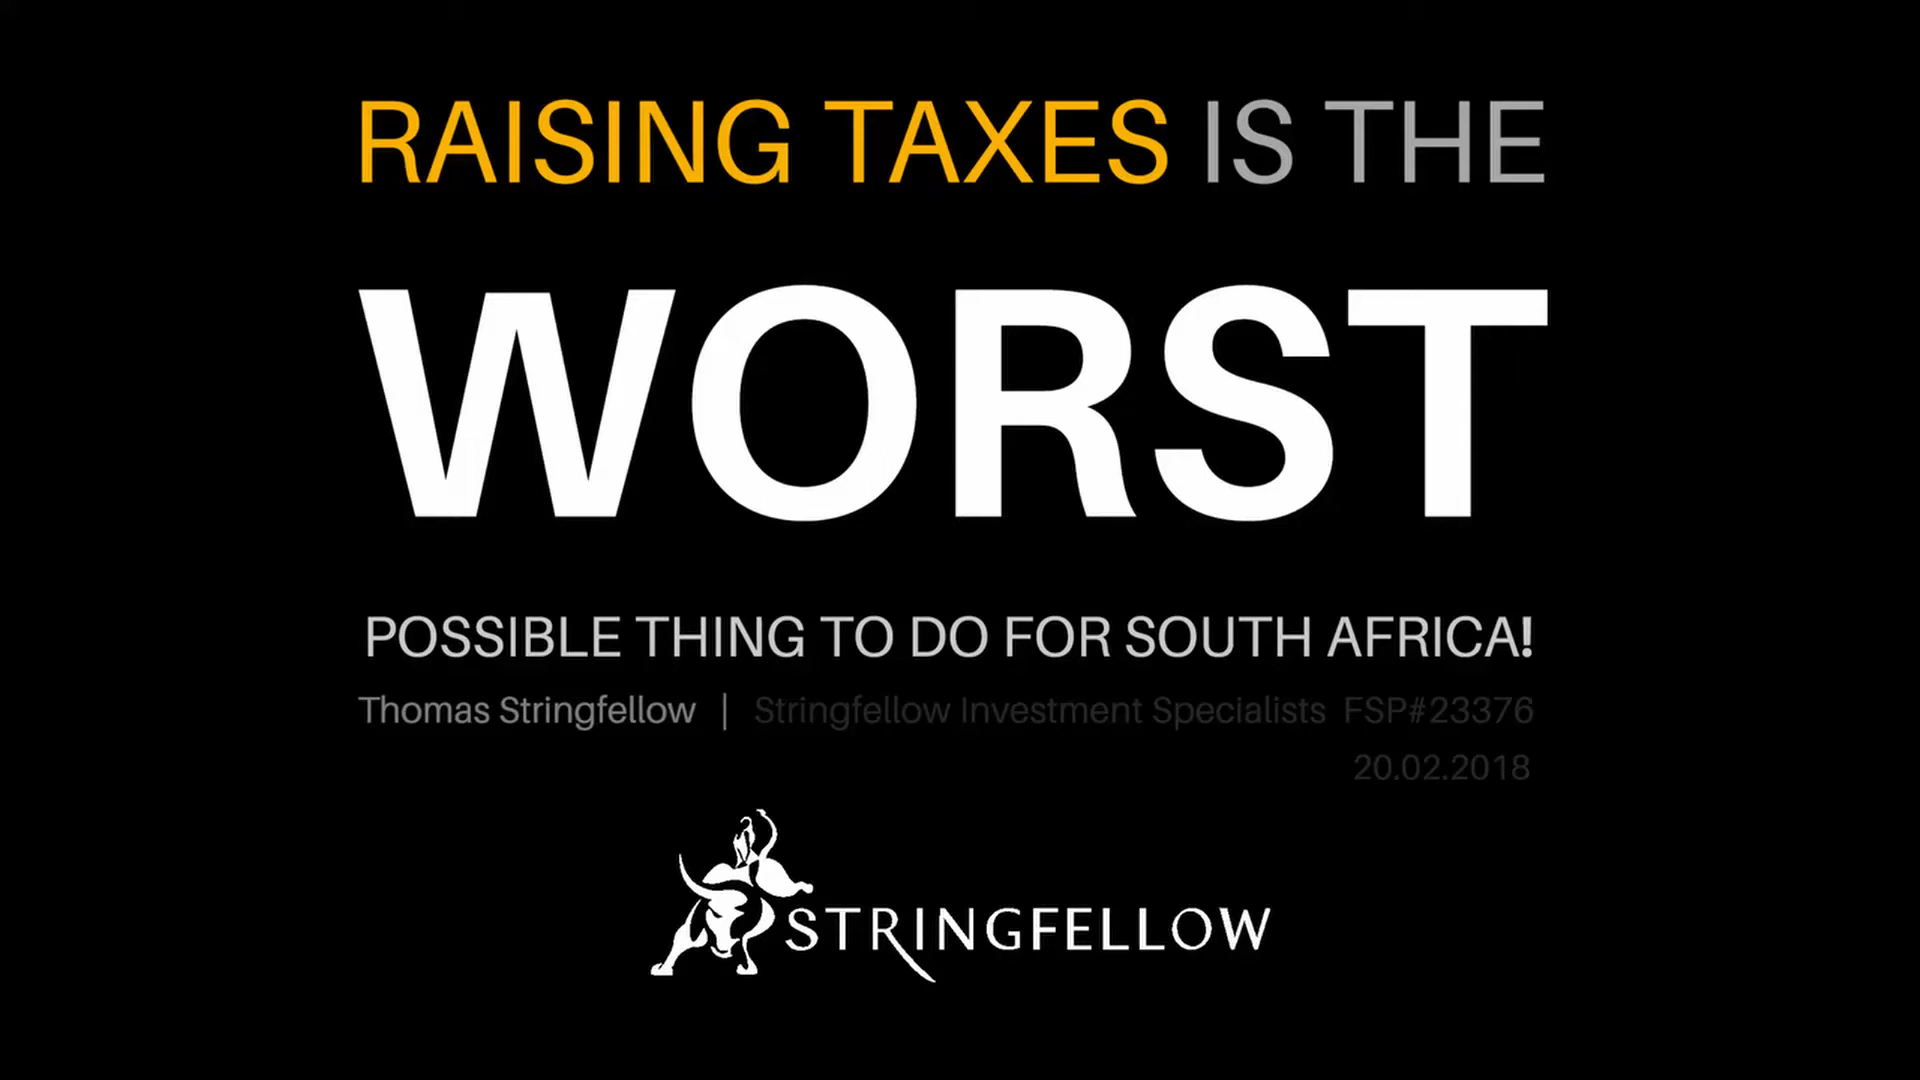 RAISING TAXES IS THE
WORST
POSSIBLE THING TO DO FOR SOUTH AFRICA!
Thomas Stringfellow | Stringfellow Investment Specialists FSP#23376
20.02.2018
STRINGFELLOW